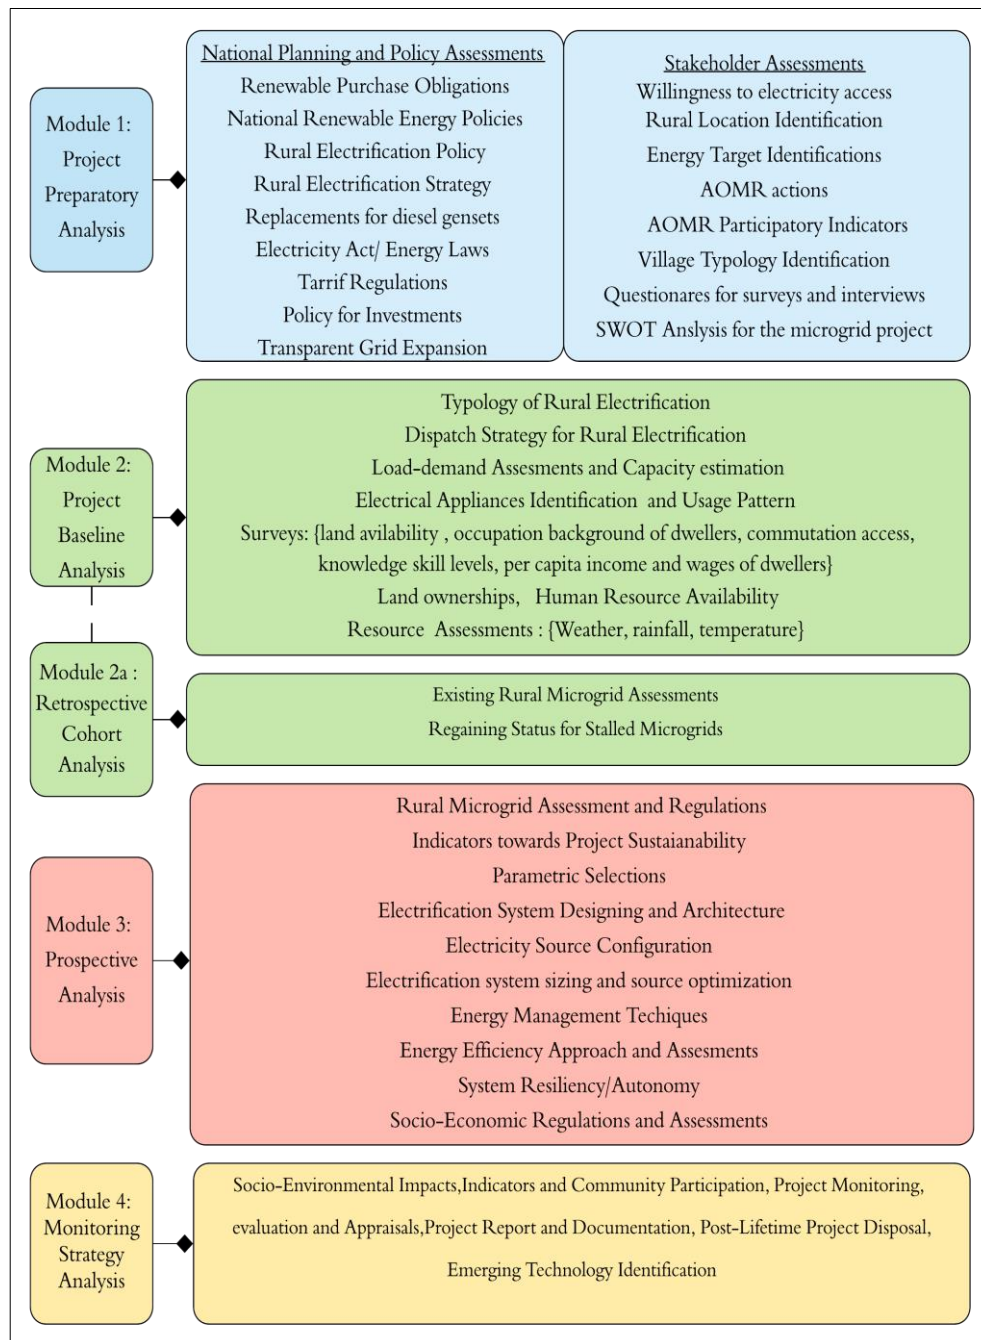 Module 1:
Project
Preparatory
Analysis
National Planning and Policy Assessments
Renewable Purchase Obligations
National Renewable Energy Policies
Rural Electrification Policy
Rural Electrification Strategy
Replacements for diesel gensets
Electricity Act/ Energy Laws
Tarrif Regulations
Policy for Investments
Transparent Grid Expansion
Stakeholder Assessments
Willingness to electricity access
Rural Location Identification
Energy Target Identifications
AOMR actions
AOMR Participatory Indicators
Village Typology Identification
Questionares for surveys and interviews
SWOT Anslysis for the microgrid project
Module 2:
Project
Baseline
Analysis
Typology of Rural Electrification
Dispatch Strategy for Rural Electrification
Load-demand Assesments and Capacity estimation
Electrical Appliances Identification and Usage Pattern
Surveys: {land avilability , occupation background of dwellers, commutation access,
knowledge skill levels, per capita income and wages of dwellers}
Land ownerships, Human Resource Availability
Resource Assessments : {Weather, rainfall, temperature}
Module 2a :
Retrospective
Cohort
Analysis
Existing Rural Microgrid Assessments
Regaining Status for Stalled Microgrids
Module 3:
Prospective
Analysis
Rural Microgrid Assessment and Regulations
Indicators towards Project Sustaianability
Parametric Selections
Electrification System Designing and Architecture
Electricity Source Configuration
Electrification system sizing and source optimization
Energy Management Techiques
Energy Efficiency Approach and Assesments
System Resiliency/Autonomy
Socio-Economic Regulations and Assessments
Module 4:
Monitoring
Strategy
Analysis
Socio-Environmental Impacts,Indicators and Community Participation, Project Monitoring,
evaluation and Appraisals,Project Report and Documentation, Post-Lifetime Project Disposal,
Emerging Technology Identification